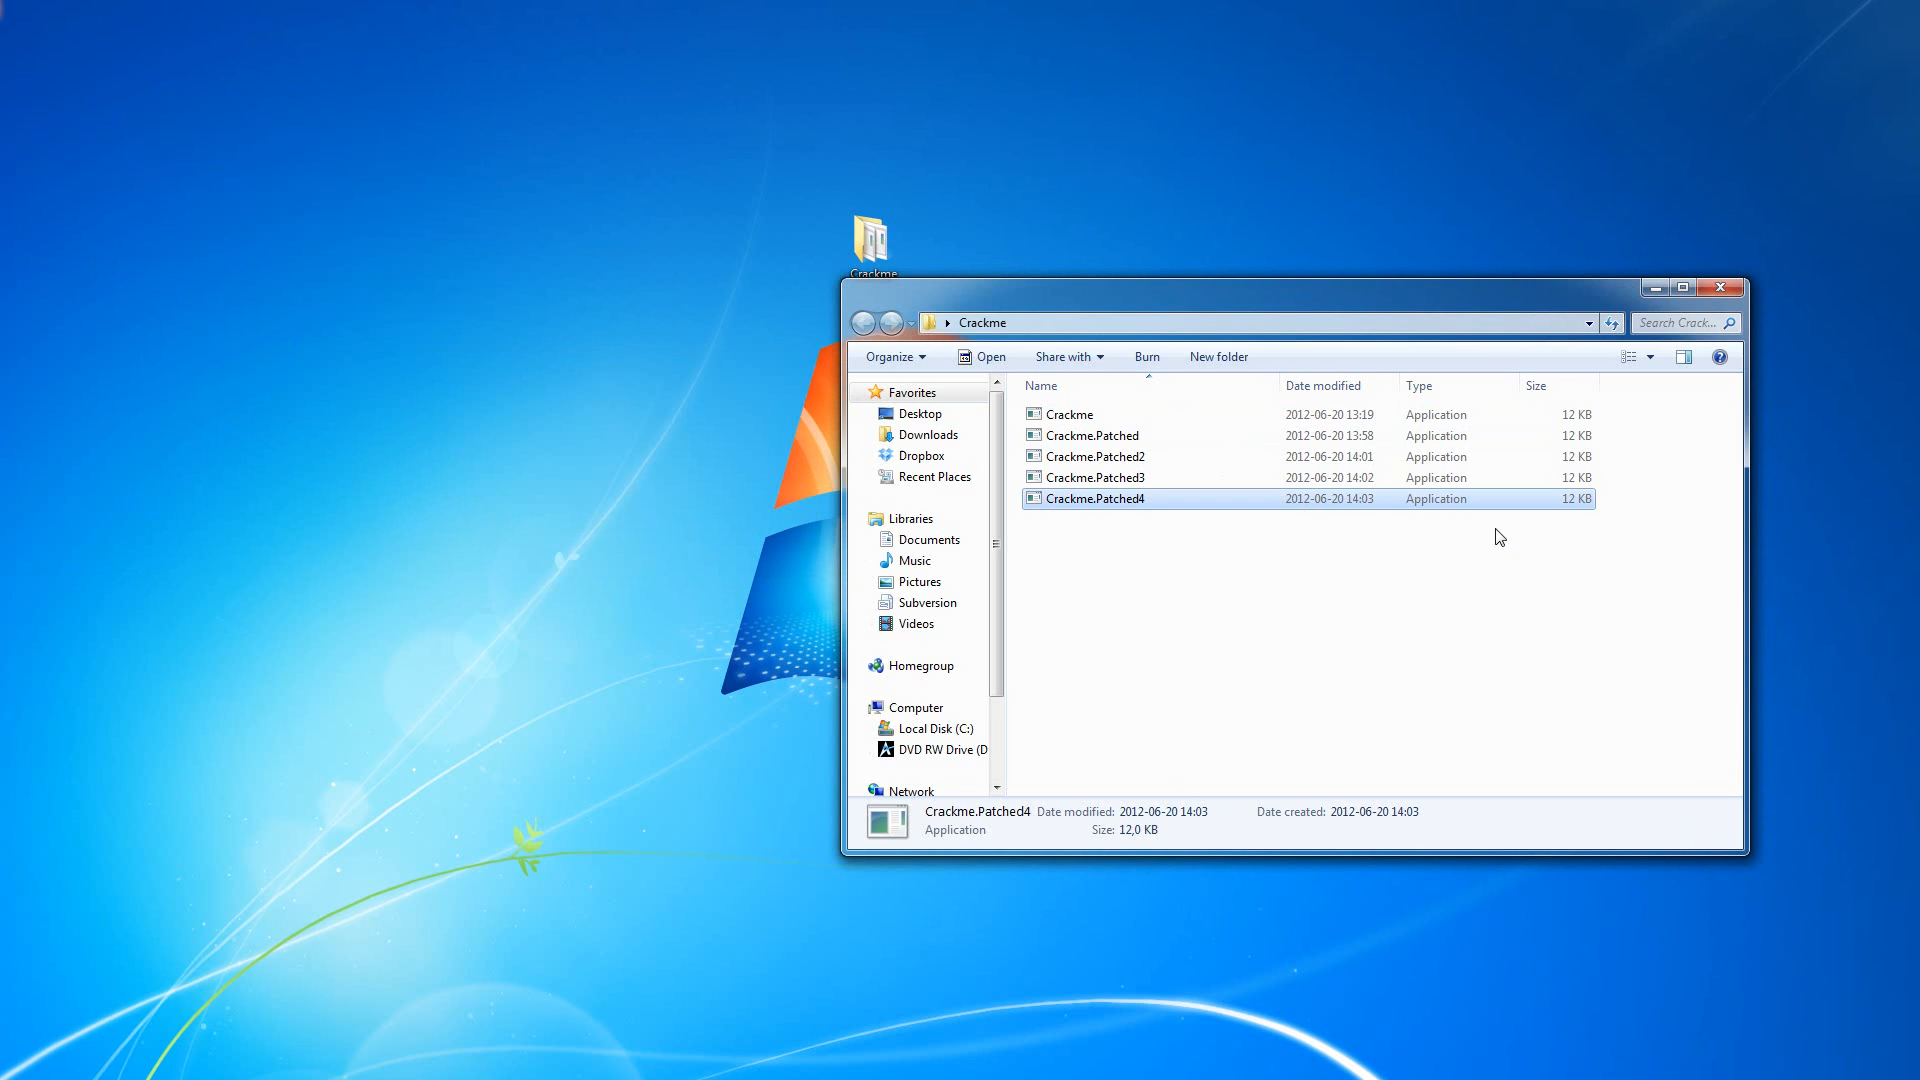 Crackme
Crackme
Search Crack...
Organize
Open
Share with
Burn
New folder
Name
Date modified
Type
Size
Favorites
Desktop
Downloads
Dropbox
Recent Places
Libraries
Documents
Music
Pictures
Subversion
Videos
Homegroup
Computer
Local Disk (C:)
DVD RW Drive (D
Network
Crackme 2012-06-20 13:19 Application 12 KB
Crackme.Patched 2012-06-20 13:58 Application 12 KB
Crackme.Patched2 2012-06-20 14:01 Application 12 KB
Crackme.Patched3 2012-06-20 14:02 Application 12 KB
Crackme.Patched4 2012-06-20 14:03 Application 12 KB
Crackme.Patched4 Date modified: 2012-06-20 14:03 Date created: 2012-06-20 14:03
Application Size: 12,0 KB